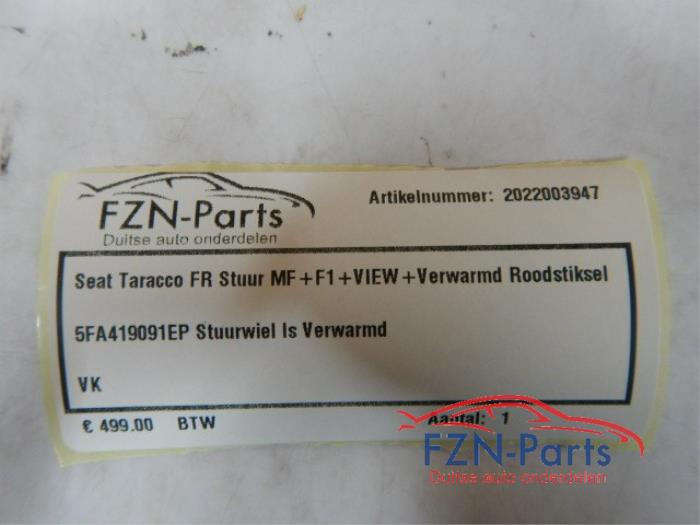 FZN-Parts
Duitse auto onderdelen
Artikelnummer: 2022003947
Seat Taracco FR Stuur MF+F1+VIEW+Verwarmd Roodstiksel
5FA419091EP Stuurwiel Is Verwarmd
VK
€ 499.00 BTW
Aantal: 1
FZN-Parts
Duitse auto onderdelen